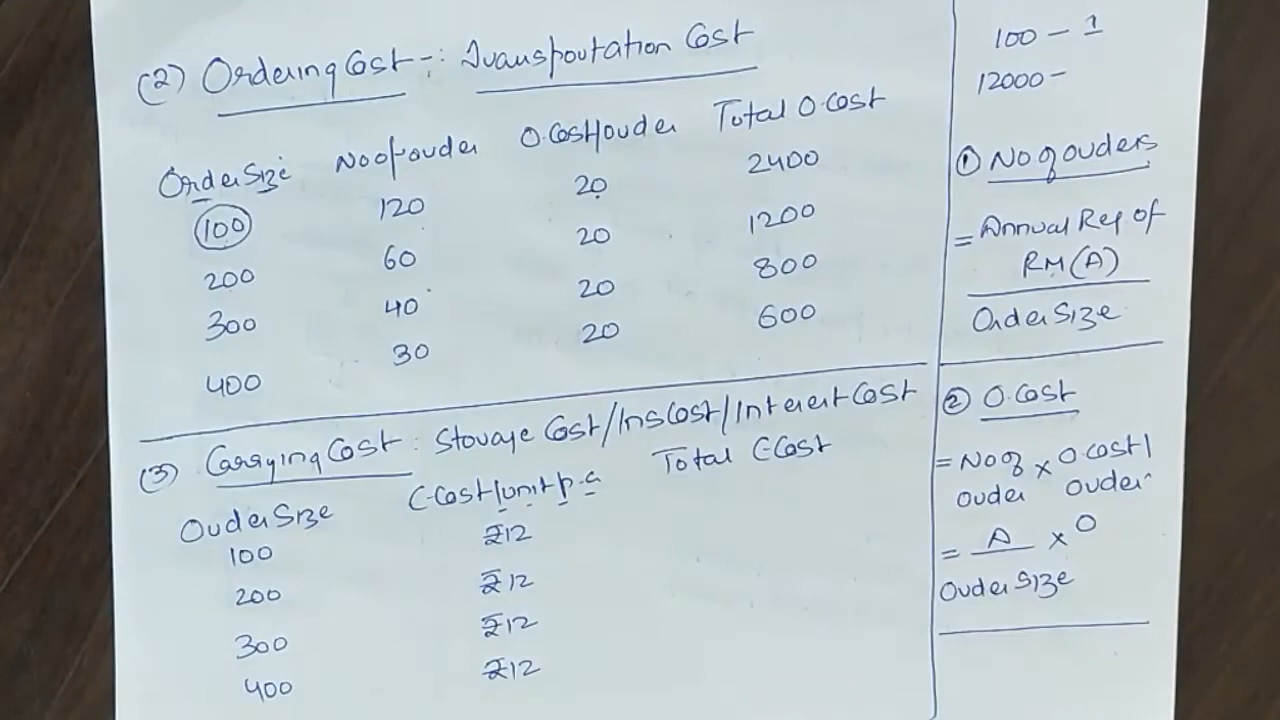 (2) Ordering Cost -: Transportation Cost
Order Size No of order O.Cost/order Total O.Cost
100 120 20 2400
200 60 20 1200
300 40 20 800
400 30 20 600
(3) Carrying Cost : Storage Cost/Ins Cost/Interest Cost
Order Size C.Cost/unit p.a Total C.Cost
100 ₹12
200 ₹12
300 ₹12
400 ₹12
100 - 1
12000 -
① No of orders
= Annual Req of
RM (A)
Order Size
② O.Cost
= No of × O cost/
order order
= A × O
Order Size